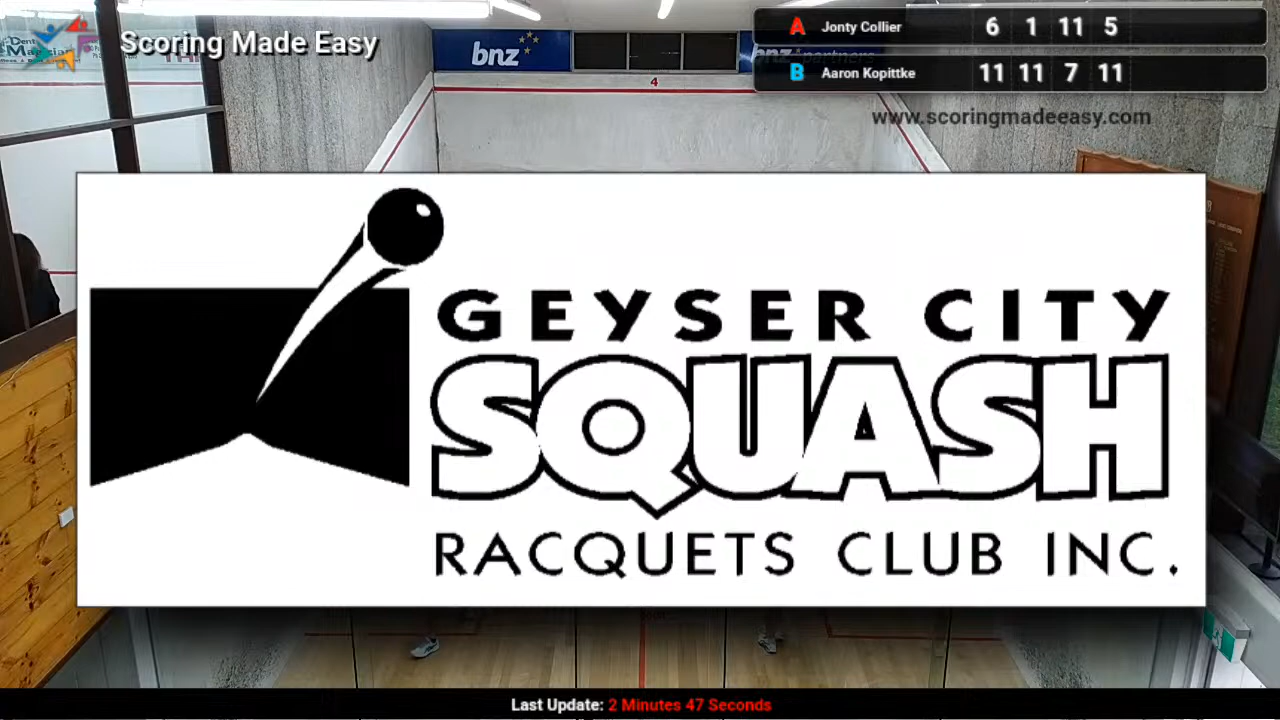 Scoring Made Easy
bnz
4
A Jonty Collier 6 1 11 5
B Aaron Kopittke 11 11 7 11
www.scoringmadeeasy.com
GEYSER CITY
SQUASH
RACQUETS CLUB INC.
Last Update: 2 Minutes 47 Seconds